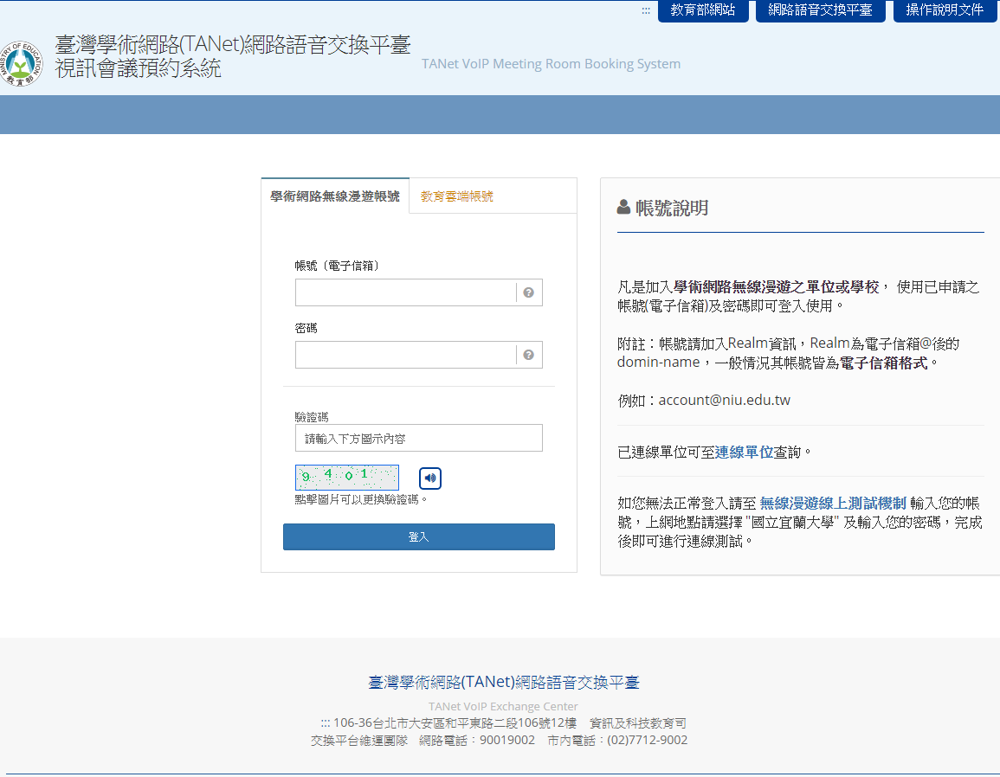 ::: 教育部網站 網路語音交換平臺 操作說明文件
MINISTRY OF EDUCATION 教育部
臺灣學術網路(TANet)網路語音交換平臺
視訊會議預約系統
TANet VoIP Meeting Room Booking System
學術網路無線漫遊帳號 教育雲端帳號
帳號〔電子信箱〕
密碼
驗證碼
請輸入下方圖示內容
9 4 0 1
點擊圖片可以更換驗證碼。
登入
帳號說明
凡是加入學術網路無線漫遊之單位或學校， 使用已申請之
帳號(電子信箱)及密碼即可登入使用。
附註：帳號請加入Realm資訊，Realm為電子信箱@後的
domin-name，一般情況其帳號皆為電子信箱格式。
例如：account@niu.edu.tw
已連線單位可至連線單位查詢。
如您無法正常登入請至 無線漫遊線上測試機制 輸入您的帳
號，上網地點請選擇 "國立宜蘭大學" 及輸入您的密碼，完成
後即可進行連線測試。
臺灣學術網路(TANet)網路語音交換平臺
TANet VoIP Exchange Center
::: 106-36台北市大安區和平東路二段106號12樓 資訊及科技教育司
交換平台維運團隊 網路電話：90019002 市內電話：(02)7712-9002